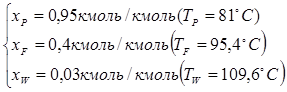 x_P = 0,95кмоль/кмоль(T_P = 81°C)
x_F = 0,4кмоль/кмоль(T_F = 95,4°C)
x_W = 0,03кмоль/кмоль(T_W = 109,6°C)